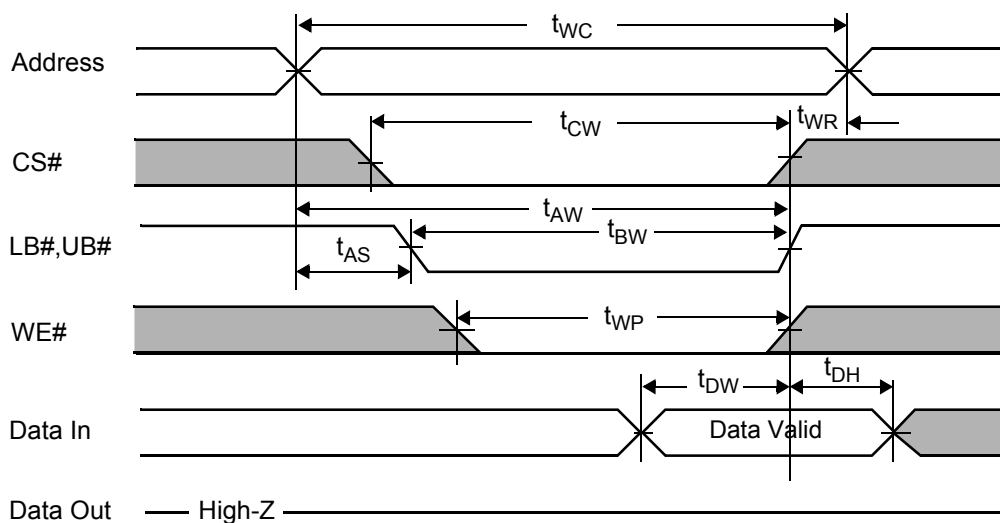 tWC
Address
tCW
tWR
CS#
tAW
tBW
LB#,UB#
tAS
tWP
WE#
tDW
tDH
Data In
Data Valid
Data Out
High-Z